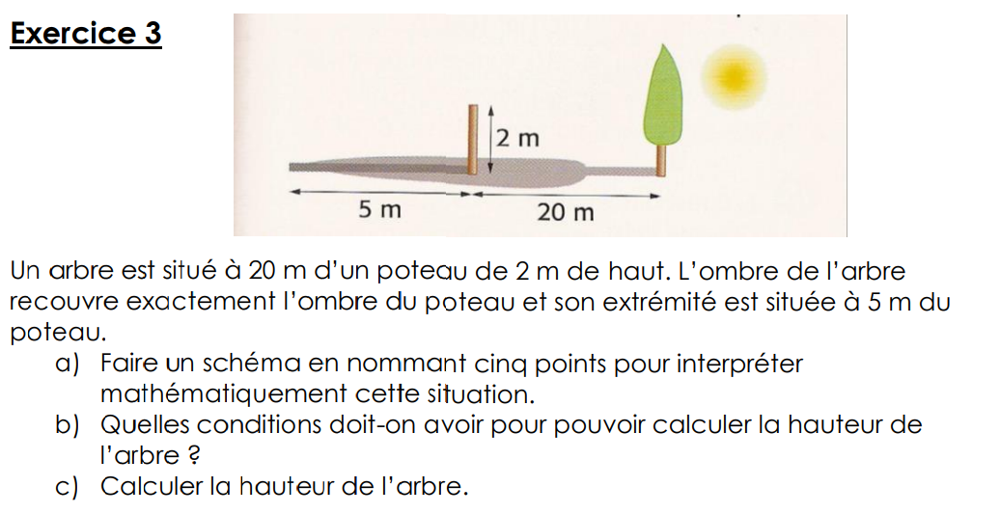 Exercice 3
2 m
5 m
20 m
Un arbre est situé à 20 m d'un poteau de 2 m de haut. L'ombre de l'arbre
recouvre exactement l'ombre du poteau et son extrémité est située à 5 m du
poteau.
a) Faire un schéma en nommant cinq points pour interpréter
mathématiquement cette situation.
b) Quelles conditions doit-on avoir pour pouvoir calculer la hauteur de
l'arbre ?
c) Calculer la hauteur de l'arbre.